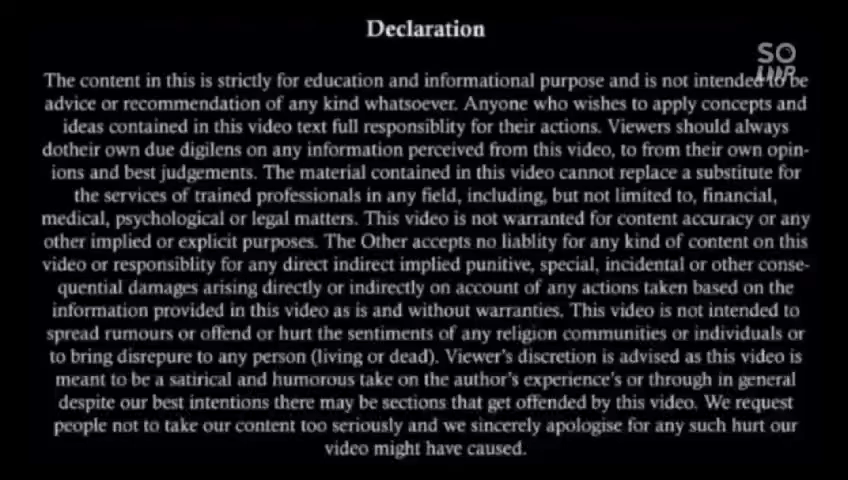 Declaration
SO
The content in this is strictly for education and informational purpose and is not intended to be
advice or recommendation of any kind whatsoever. Anyone who wishes to apply concepts and
ideas contained in this video text full responsiblity for their actions. Viewers should always
dotheir own due digilens on any information perceived from this video, to from their own opin-
ions and best judgements. The material contained in this video cannot replace a substitute for
the services of trained professionals in any field, including, but not limited to, financial,
medical, psychological or legal matters. This video is not warranted for content accuracy or any
other implied or explicit purposes. The Other accepts no liablity for any kind of content on this
video or responsiblity for any direct indirect implied punitive, special, incidental or other conse-
quential damages arising directly or indirectly on account of any actions taken based on the
information provided in this video as is and without warranties. This video is not intended to
spread rumours or offend or hurt the sentiments of any religion communities or individuals or
to bring disrepure to any person (living or dead). Viewer's discretion is advised as this video is
meant to be a satirical and humorous take on the author's experience's or through in general
despite our best intentions there may be sections that get offended by this video. We request
people not to take our content too seriously and we sincerely apologise for any such hurt our
video might have caused.